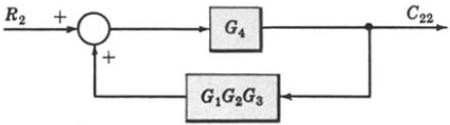 R₂ + G₄ C₂₂
+
G₁G₂G₃